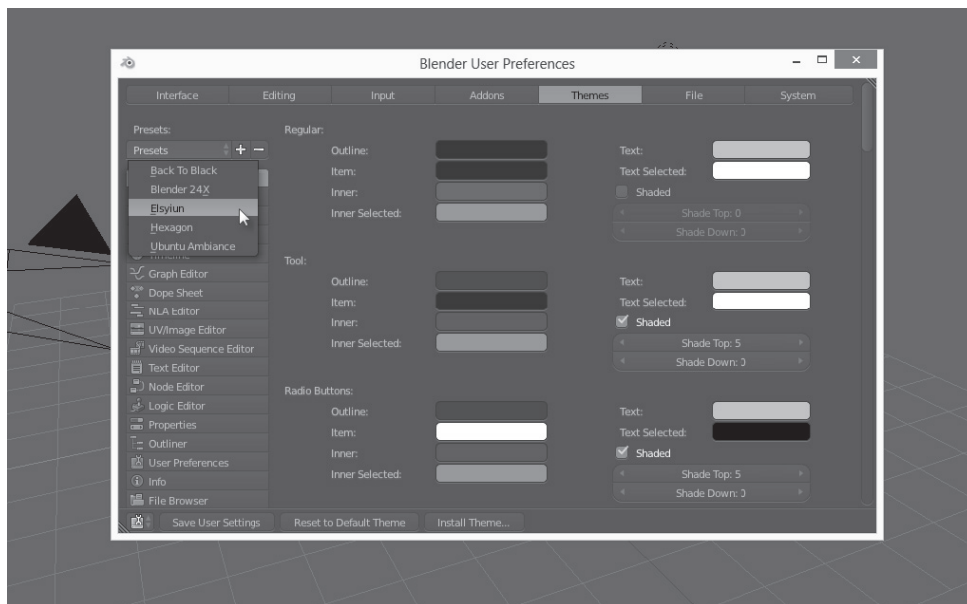 Blender User Preferences
Interface Editing Input Addons Themes File System
Presets:
Presets
Back To Black
Blender 24X
Elsyiun
Hexagon
Ubuntu Ambiance
Timeline
Graph Editor
Dope Sheet
NLA Editor
UV/Image Editor
Video Sequence Editor
Text Editor
Node Editor
Logic Editor
Properties
Outliner
User Preferences
Info
File Browser
Regular:
Outline:
Item:
Inner:
Inner Selected:
Text:
Text Selected:
Shaded
Shade Top: 0
Shade Down: 0
Tool:
Outline:
Item:
Inner:
Inner Selected:
Text:
Text Selected:
Shaded
Shade Top: 5
Shade Down: 0
Radio Buttons:
Outline:
Item:
Inner:
Inner Selected:
Text:
Text Selected:
Shaded
Shade Top: 5
Shade Down: 0
Save User Settings Reset to Default Theme Install Theme...